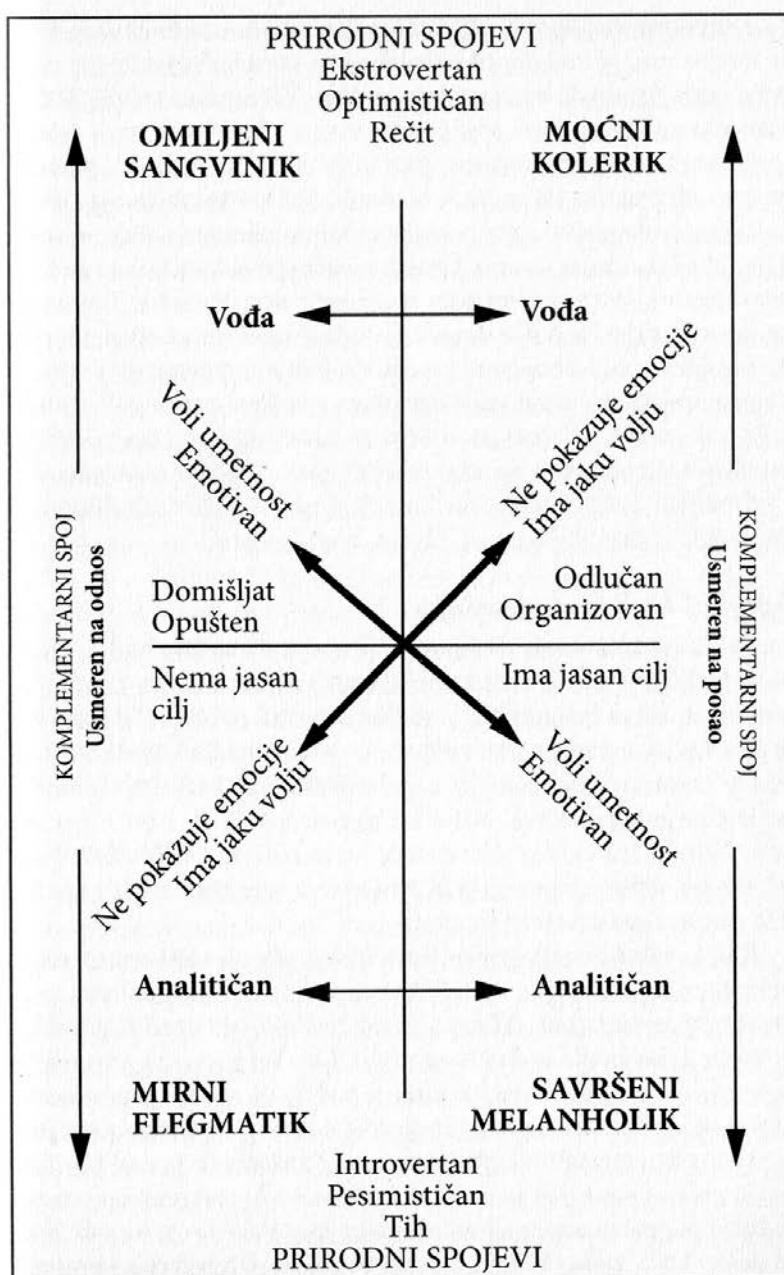 PRIRODNI SPOJEVI
Ekstrovertan
Optimističan
Rečit
OMILJENI
SANGVINIK
MOĆNI
KOLERIK
Vođa
Vođa
Voli umetnost
Emotivan
Ne pokazuje emocije
Ima jaku volju
KOMPLEMENTARNI SPOJ
Usmeren na odnos
Domišljat
Opušten
Nema jasan
cilj
Odlučan
Organizovan
Ima jasan cilj
KOMPLEMENTARNI SPOJ
Usmeren na posao
Ne pokazuje emocije
Ima jaku volju
Voli umetnost
Emotivan
Analitičan
Analitičan
MIRNI
FLEGMATIK
SAVRŠENI
MELANHOLIK
Introvertan
Pesimističan
Tih
PRIRODNI SPOJEVI